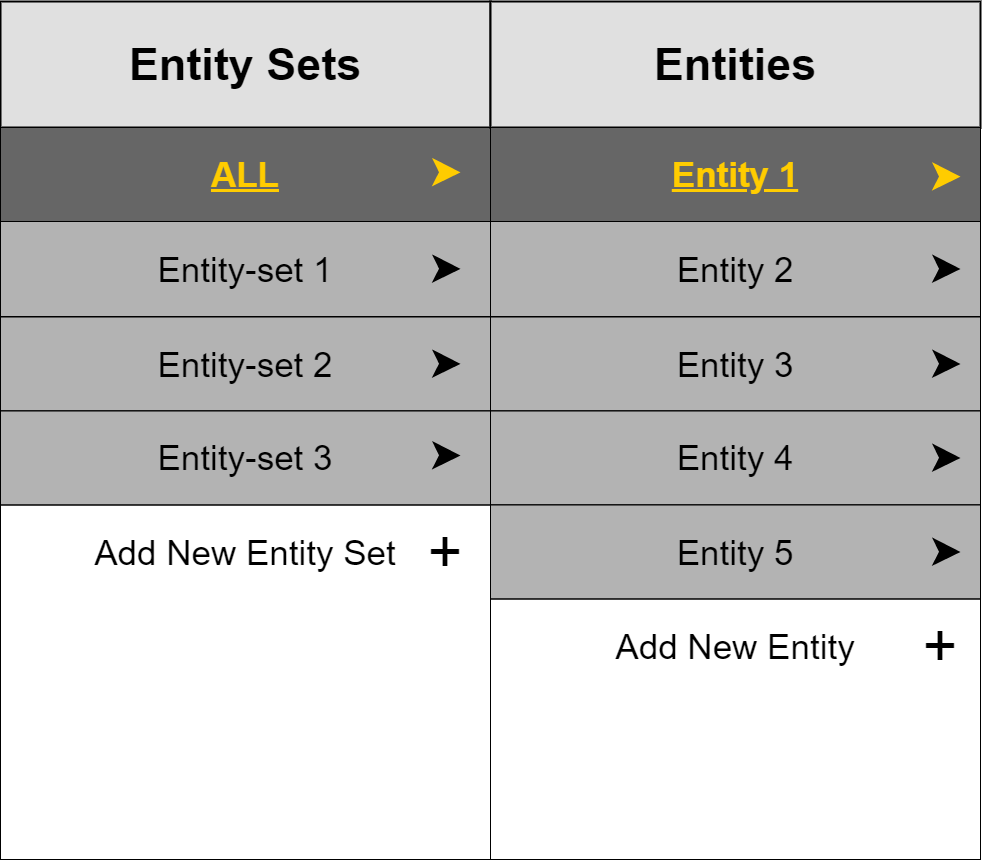 Entity Sets
Entities
ALL
Entity 1
Entity-set 1
Entity 2
Entity-set 2
Entity 3
Entity-set 3
Entity 4
Add New Entity Set +
Entity 5
Add New Entity +